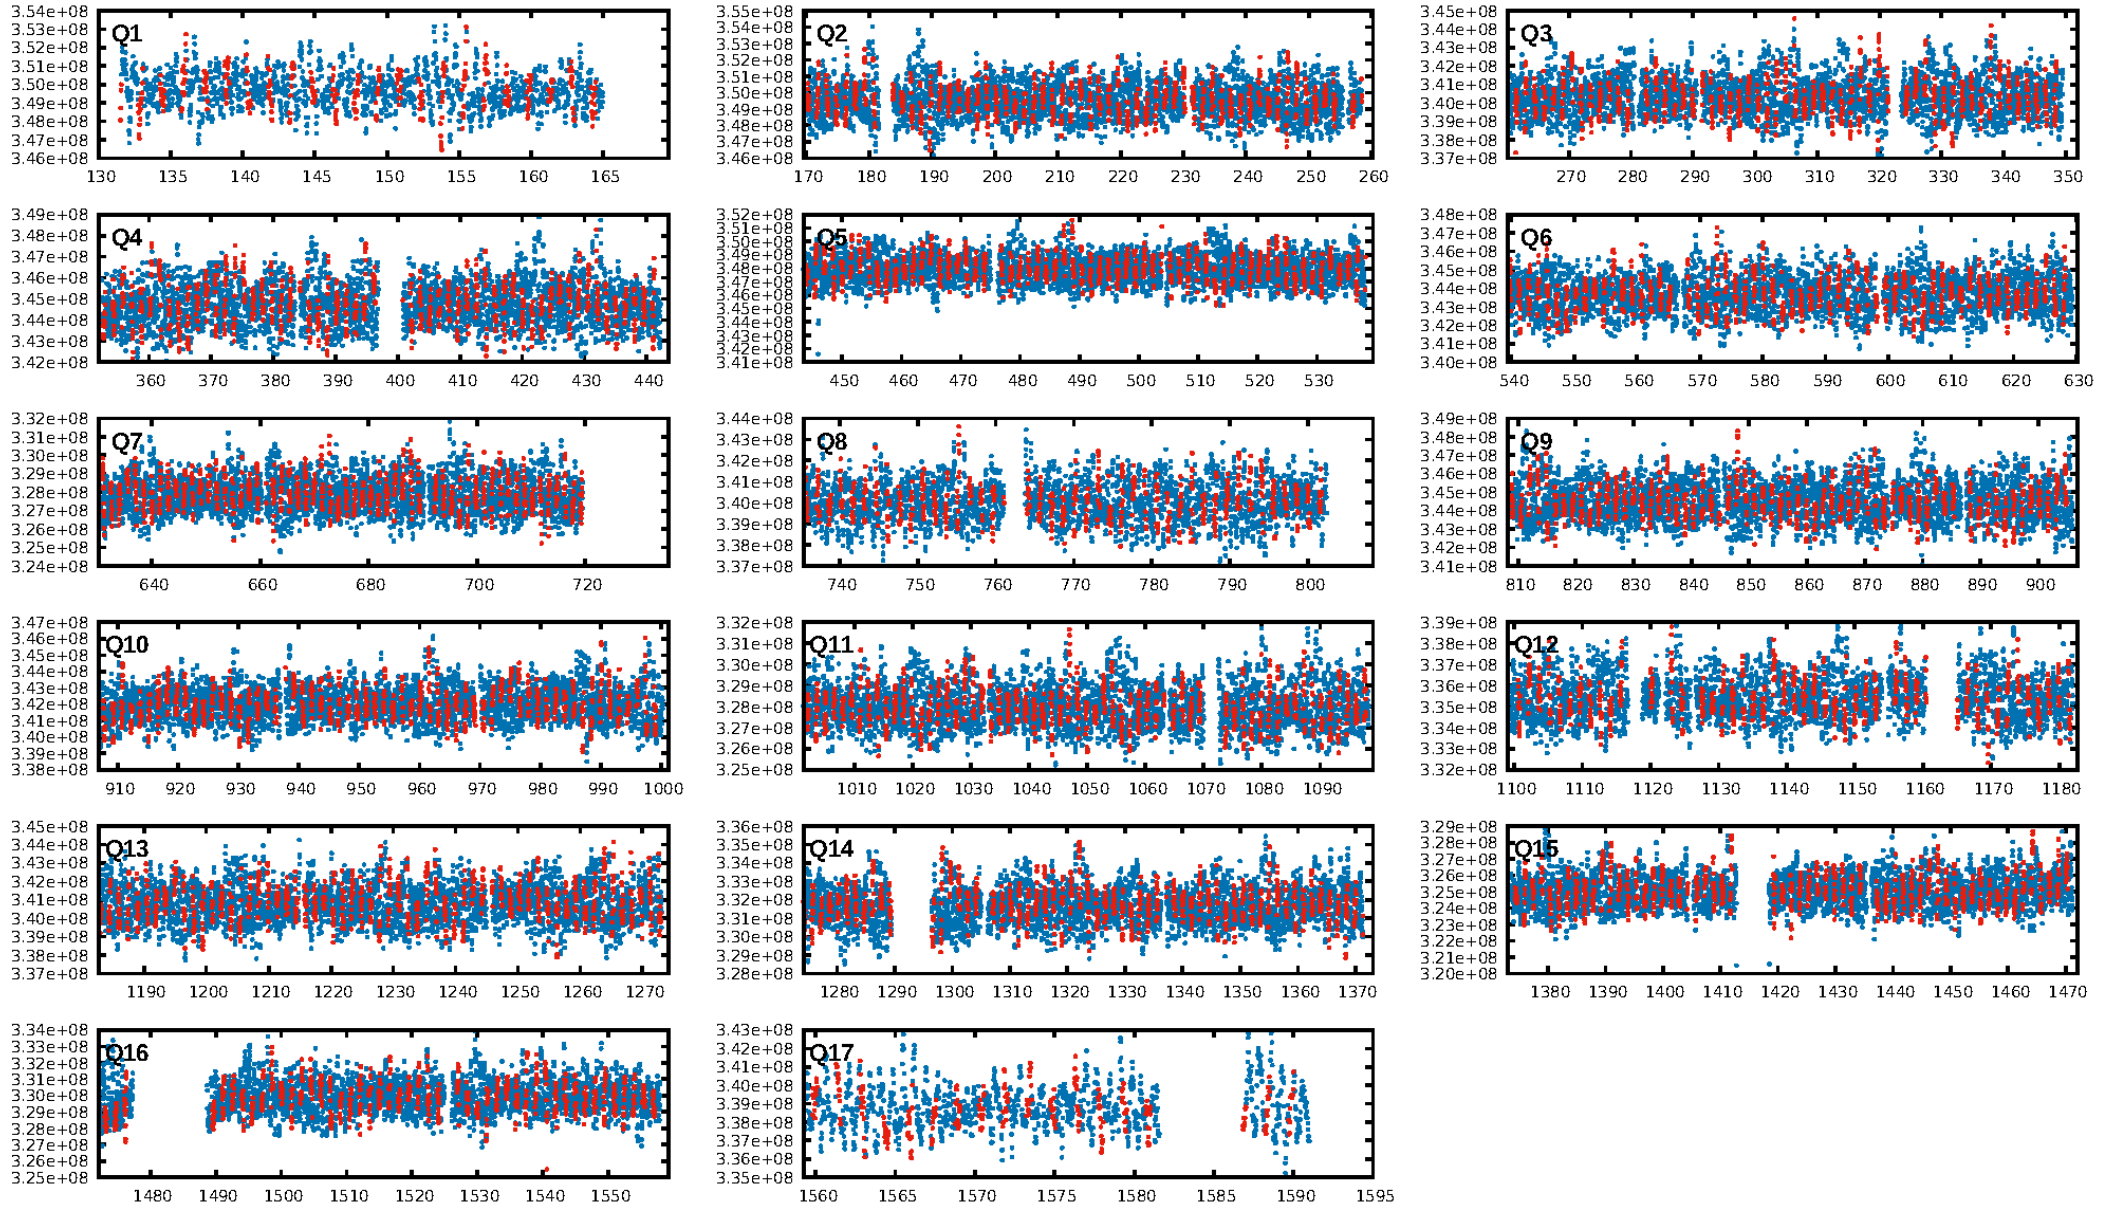 3.54e+08 3.53e+08 3.52e+08 3.51e+08 3.50e+08 3.49e+08 3.48e+08 3.47e+08 3.46e+08
Q1
130 135 140 145 150 155 160 165
3.55e+08 3.54e+08 3.53e+08 3.52e+08 3.51e+08 3.50e+08 3.49e+08 3.48e+08 3.47e+08 3.46e+08
Q2
170 180 190 200 210 220 230 240 250 260
3.45e+08 3.44e+08 3.43e+08 3.42e+08 3.41e+08 3.40e+08 3.39e+08 3.38e+08 3.37e+08
Q3
270 280 290 300 310 320 330 340 350
3.49e+08 3.48e+08 3.47e+08 3.46e+08 3.45e+08 3.44e+08 3.43e+08 3.42e+08
Q4
360 370 380 390 400 410 420 430 440
3.52e+08 3.51e+08 3.50e+08 3.49e+08 3.48e+08 3.47e+08 3.46e+08 3.45e+08 3.44e+08 3.43e+08 3.42e+08 3.41e+08
Q5
450 460 470 480 490 500 510 520 530
3.48e+08 3.47e+08 3.46e+08 3.45e+08 3.44e+08 3.43e+08 3.42e+08 3.41e+08 3.40e+08
Q6
540 550 560 570 580 590 600 610 620 630
3.32e+08 3.31e+08 3.30e+08 3.29e+08 3.28e+08 3.27e+08 3.26e+08 3.25e+08 3.24e+08
Q7
640 660 680 700 720
3.44e+08 3.43e+08 3.42e+08 3.41e+08 3.40e+08 3.39e+08 3.38e+08 3.37e+08
Q8
740 750 760 770 780 790 800
3.49e+08 3.48e+08 3.47e+08 3.46e+08 3.45e+08 3.44e+08 3.43e+08 3.42e+08 3.41e+08
Q9
810 820 830 840 850 860 870 880 890 900
3.47e+08 3.46e+08 3.45e+08 3.44e+08 3.43e+08 3.42e+08 3.41e+08 3.40e+08 3.39e+08 3.38e+08
Q10
910 920 930 940 950 960 970 980 990 1000
3.32e+08 3.31e+08 3.30e+08 3.29e+08 3.28e+08 3.27e+08 3.26e+08 3.25e+08
Q11
1010 1020 1030 1040 1050 1060 1070 1080 1090
3.39e+08 3.38e+08 3.37e+08 3.36e+08 3.35e+08 3.34e+08 3.33e+08 3.32e+08
Q12
1100 1110 1120 1130 1140 1150 1160 1170 1180
3.45e+08 3.44e+08 3.43e+08 3.42e+08 3.41e+08 3.40e+08 3.39e+08 3.38e+08 3.37e+08
Q13
1190 1200 1210 1220 1230 1240 1250 1260 1270
3.36e+08 3.35e+08 3.34e+08 3.33e+08 3.32e+08 3.31e+08 3.30e+08 3.29e+08 3.28e+08
Q14
1280 1290 1300 1310 1320 1330 1340 1350 1360 1370
3.29e+08 3.28e+08 3.27e+08 3.26e+08 3.25e+08 3.24e+08 3.23e+08 3.22e+08 3.21e+08 3.20e+08
Q15
1380 1390 1400 1410 1420 1430 1440 1450 1460 1470
3.34e+08 3.33e+08 3.32e+08 3.31e+08 3.30e+08 3.29e+08 3.28e+08 3.27e+08 3.26e+08 3.25e+08
Q16
1480 1490 1500 1510 1520 1530 1540 1550
3.43e+08 3.42e+08 3.41e+08 3.40e+08 3.39e+08 3.38e+08 3.37e+08 3.36e+08 3.35e+08
Q17
1560 1565 1570 1575 1580 1585 1590 1595